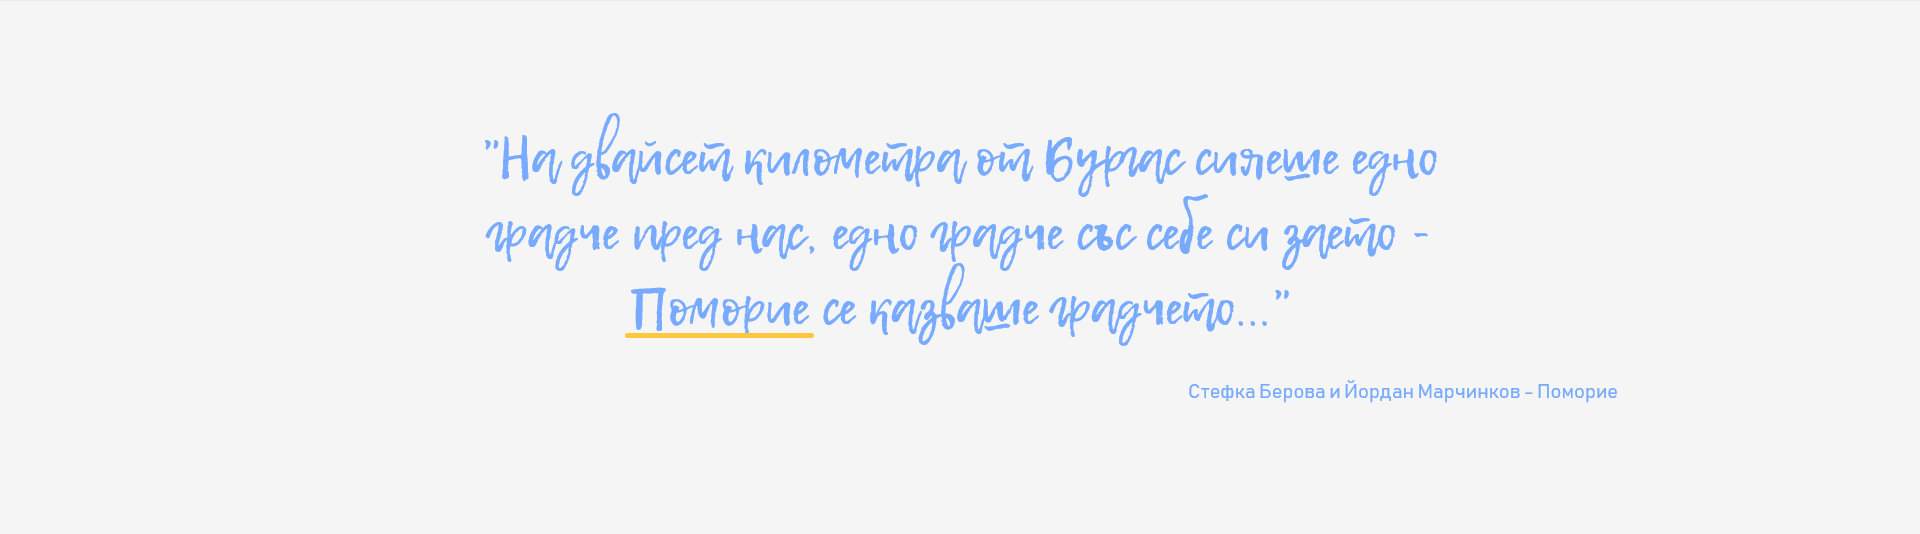 "На двайсет километра от Бургас сияеше едно
градче пред нас, едно градче със себе си заето -
Поморие се казваше градчето..."
Стефка Берова и Йордан Марчинков - Поморие